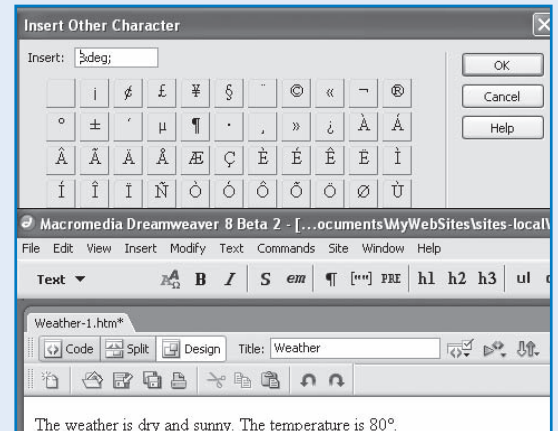 Insert Other Character
Insert: &deg;
OK
¡ ¢ £ ¥ § ¨ © « ¬ ®
Cancel
° ± ´ µ ¶ · ¸ » ¿ À Á
Help
Â Ã Ä Å Æ Ç È É Ê Ë Ì
Í Î Ï Ñ Ò Ó Ô Õ Ö Ø Ù
Macromedia Dreamweaver 8 Beta 2 - [...ocuments\MyWebSites\sites-local\
File Edit View Insert Modify Text Commands Site Window Help
Text B I S em ¶ [""] PRE h1 h2 h3 ul
Weather-1.htm*
Code Split Design Title: Weather
The weather is dry and sunny. The temperature is 80°.